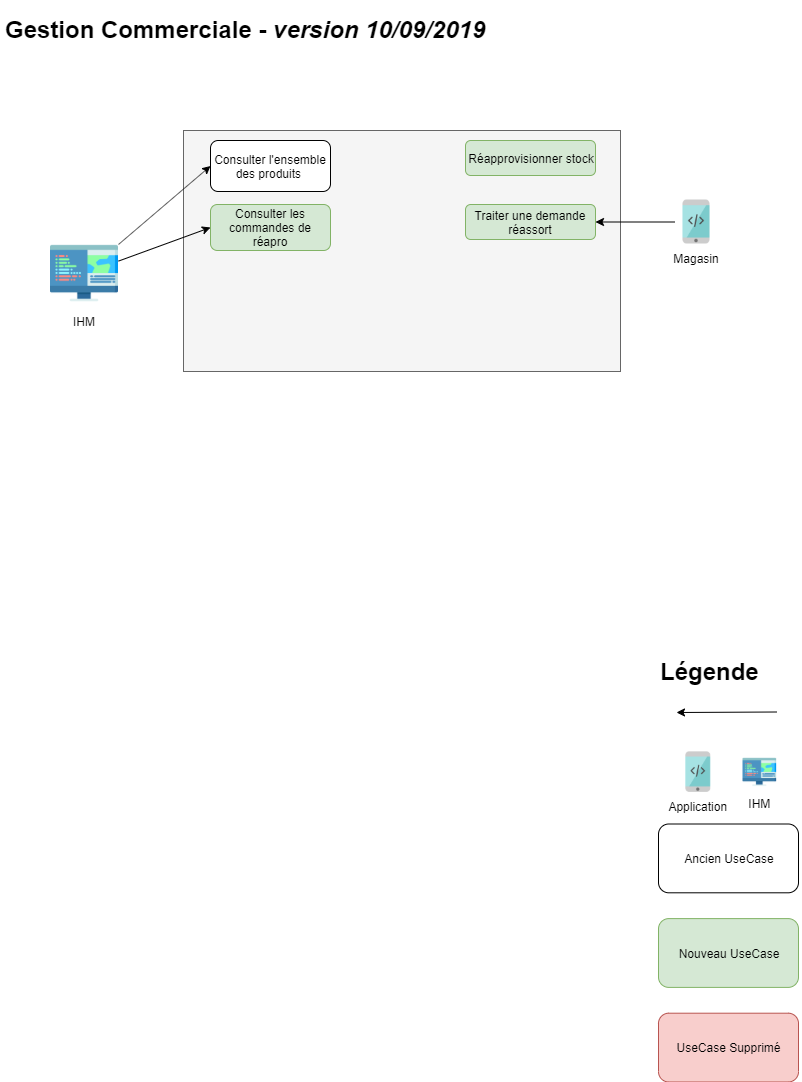 Gestion Commerciale - version 10/09/2019
Consulter l'ensemble
des produits
Réapprovisionner stock
Consulter les
commandes de
réapro
Traiter une demande
réassort
</>
Magasin
IHM
Légende
</>
Application
IHM
Ancien UseCase
Nouveau UseCase
UseCase Supprimé